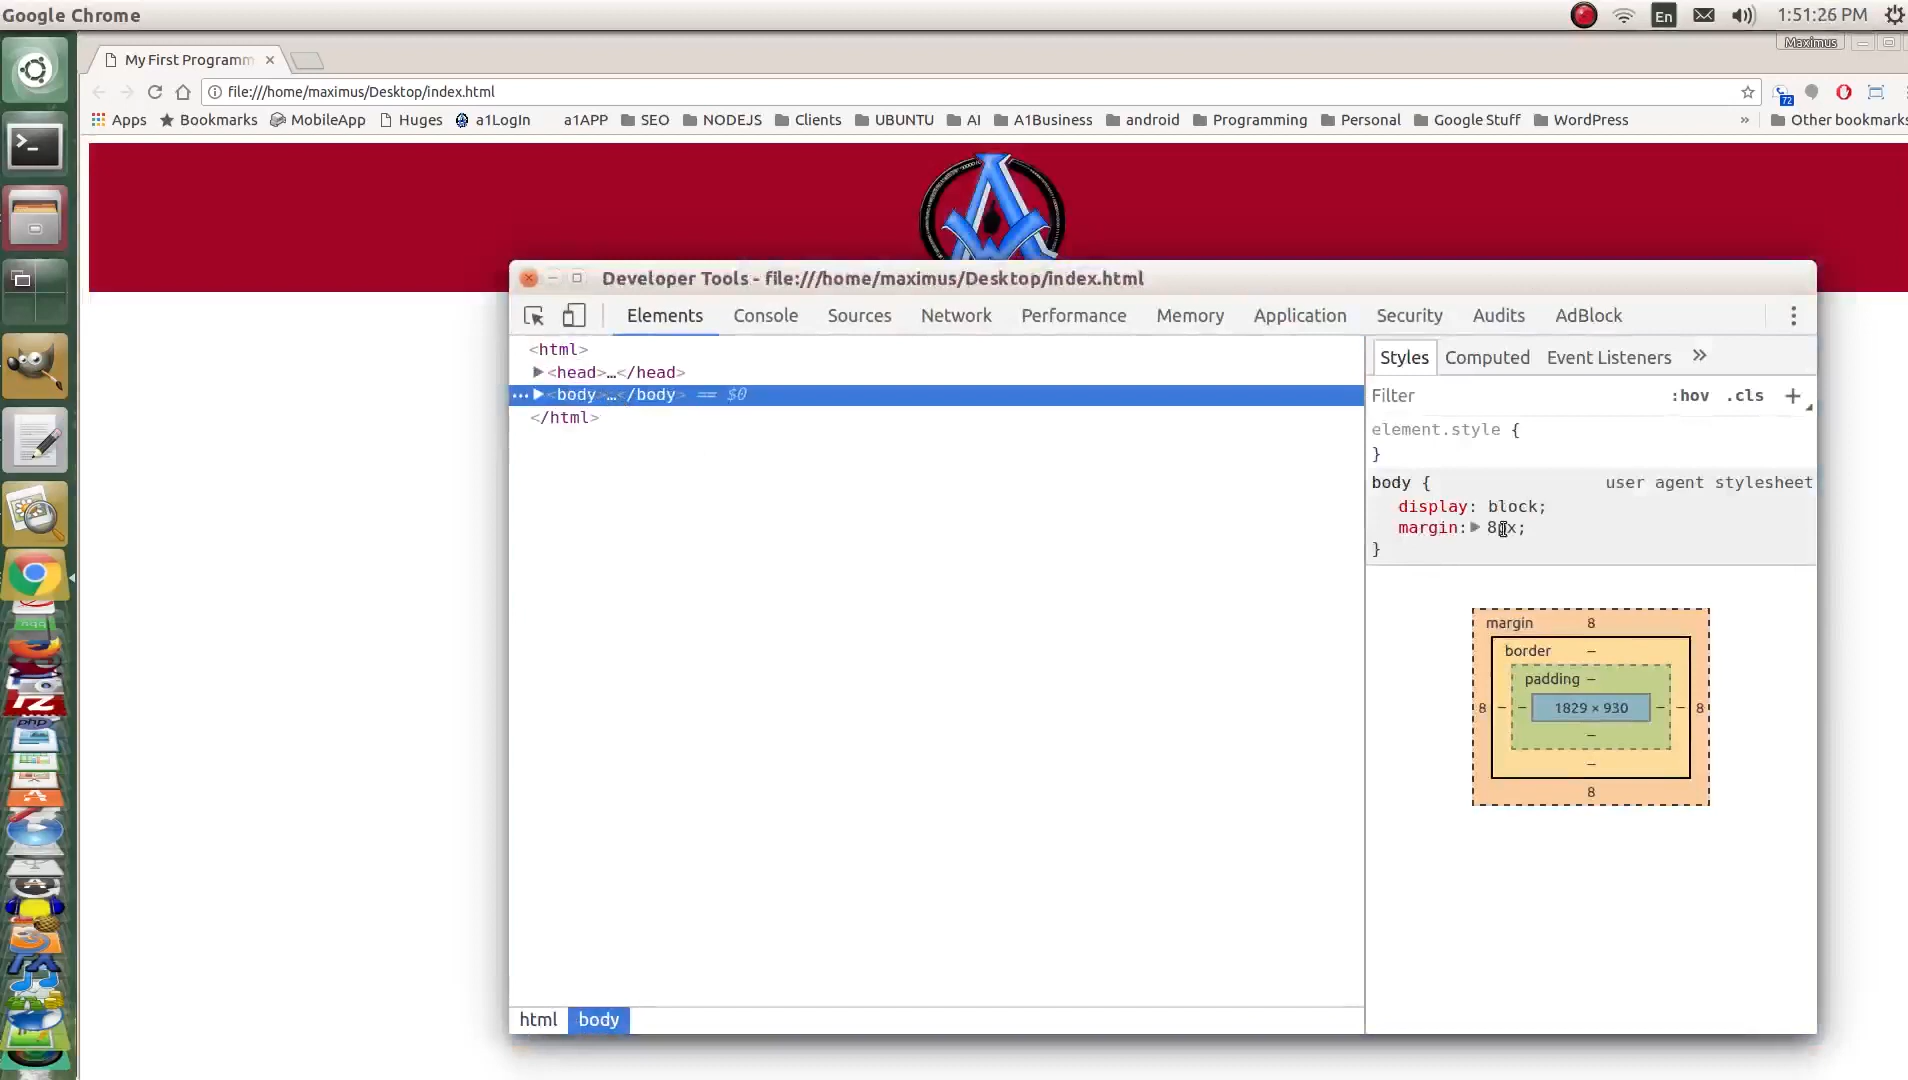 Google Chrome
En
1:51:26 PM
Maximus
My First Programm
file:///home/maximus/Desktop/index.html
72
Apps Bookmarks MobileApp Huges a1LogIn a1APP SEO NODEJS Clients UBUNTU AI A1Business android Programming Personal Google Stuff WordPress » Other bookmarks
Developer Tools - file:///home/maximus/Desktop/index.html
Elements Console Sources Network Performance Memory Application Security Audits AdBlock
<html>
<head>…</head>
<body>…</body> == $0
</html>
Styles Computed Event Listeners »
Filter :hov .cls +
element.style {
}
body { user agent stylesheet
display: block;
margin: 8px;
}
margin 8
border –
padding –
8 – – 1829 × 930 – – 8
–
–
8
html body
php